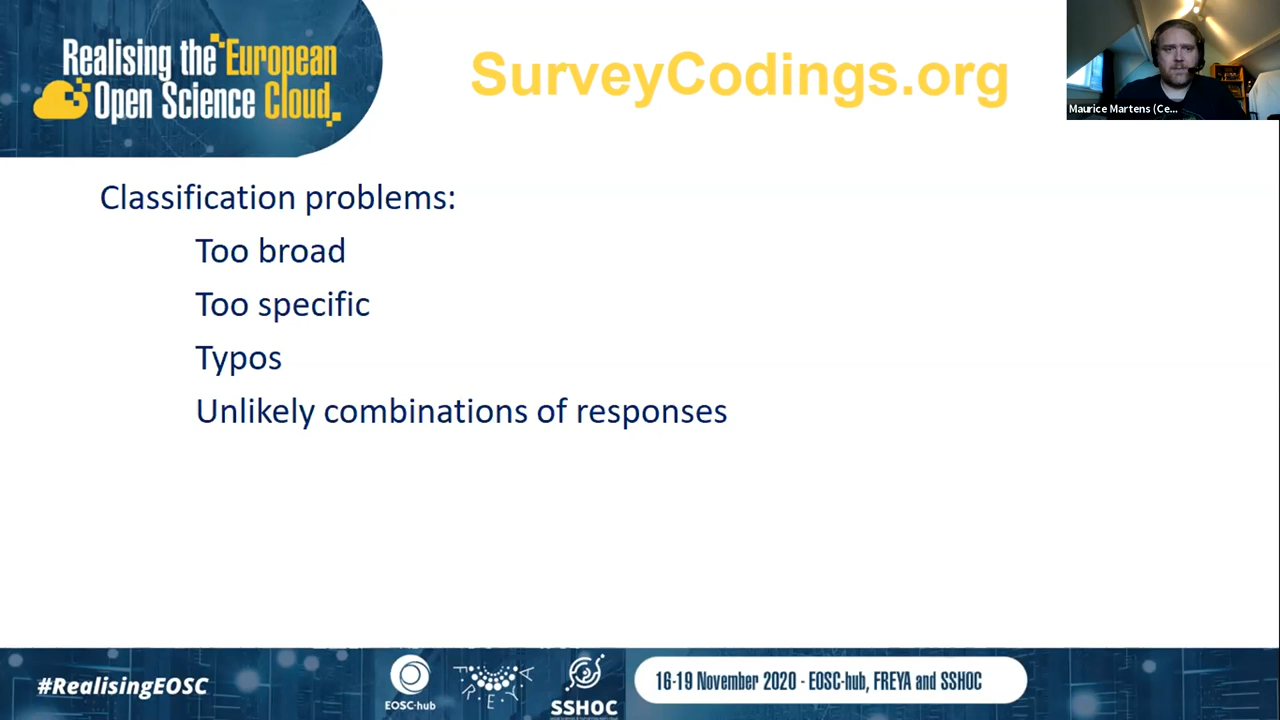 Realising the European
Open Science Cloud
SurveyCodings.org
Maurice Martens (Ce...
Classification problems:
Too broad
Too specific
Typos
Unlikely combinations of responses
#RealisingEOSC
EOSC-hub
FREYA
SSHOC
16-19 November 2020 - EOSC-hub, FREYA and SSHOC